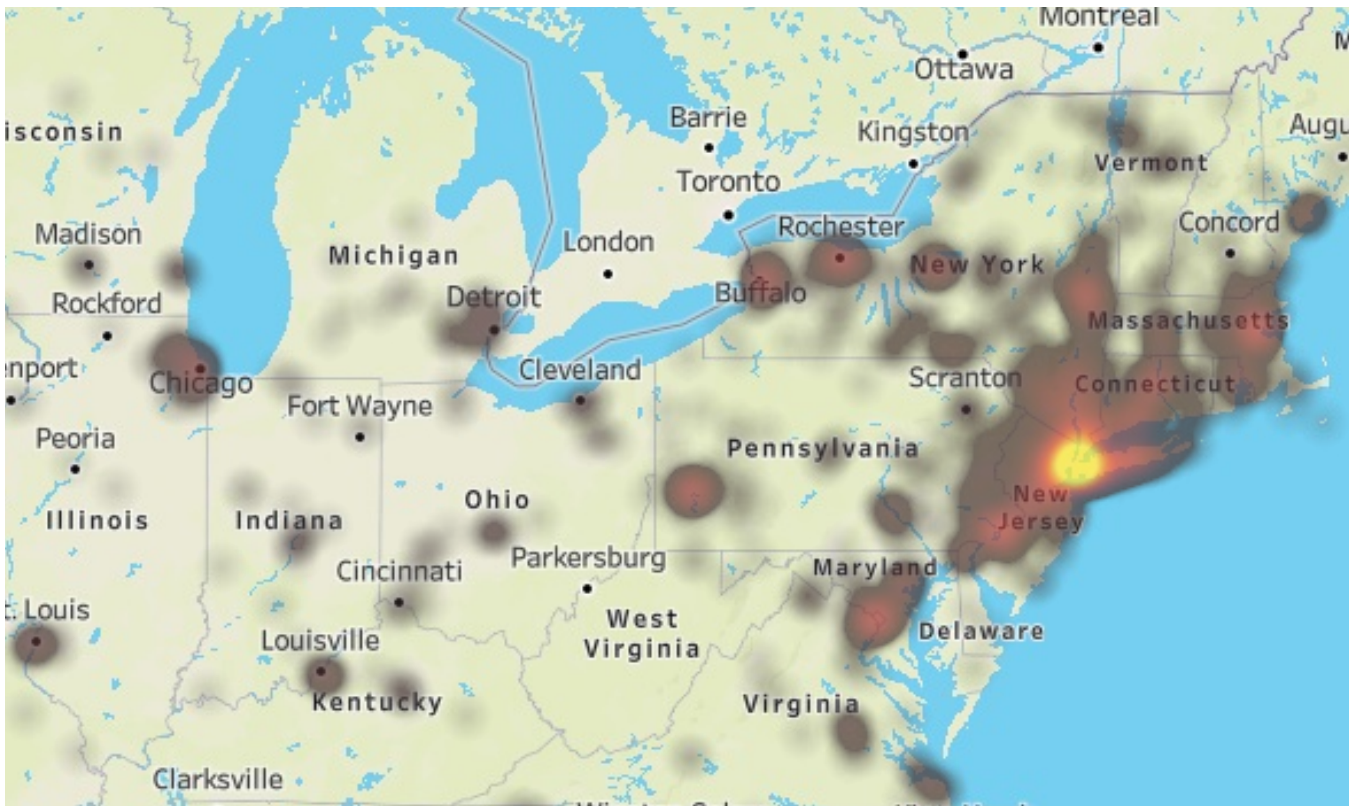 Montreal
M
Ottawa
Barrie
Kingston
Augu
isconsin
Vermont
Toronto
Madison
London
Rochester
Concord
Michigan
New York
Rockford
Detroit
Buffalo
Massachusetts
enport
Chicago
Cleveland
Scranton
Connecticut
Fort Wayne
Peoria
Pennsylvania
Illinois
Indiana
Ohio
New
Jersey
Cincinnati
Parkersburg
Maryland
t. Louis
West
Virginia
Delaware
Louisville
Kentucky
Virginia
Clarksville